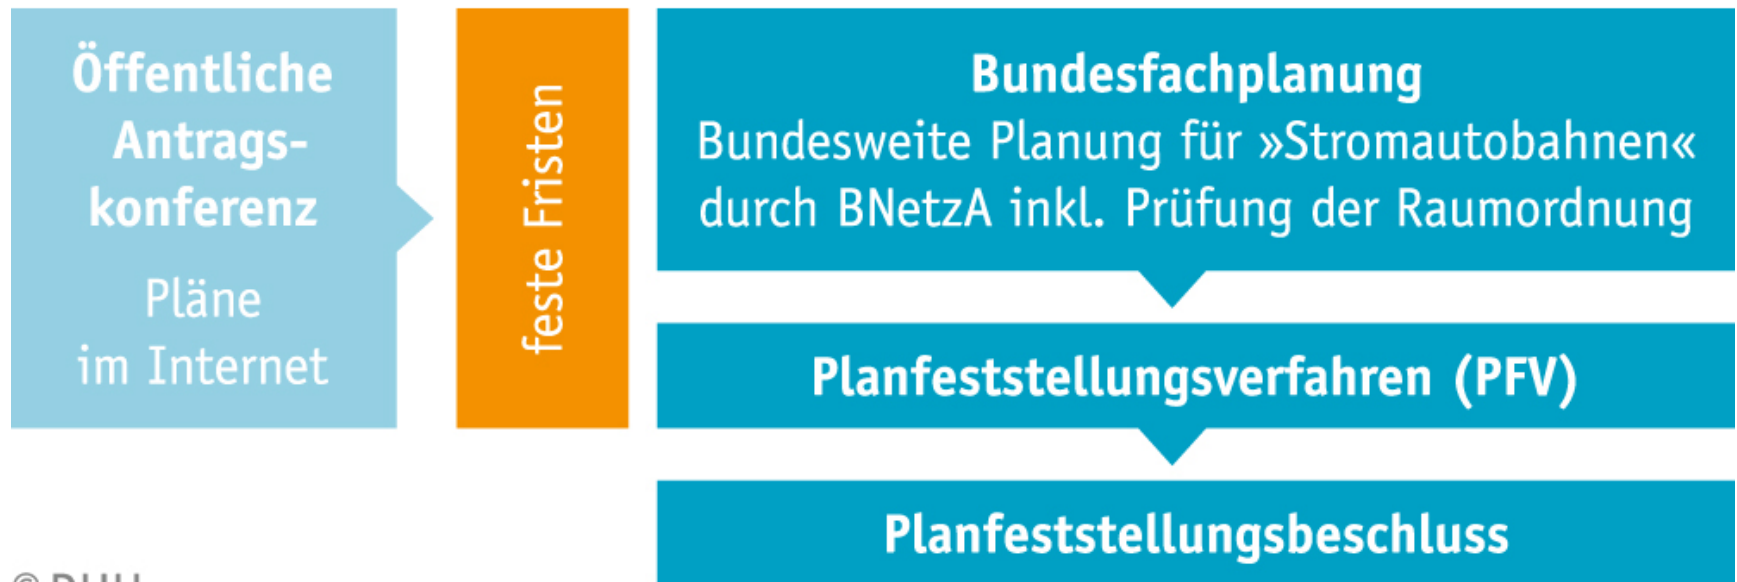 Öffentliche
Antrags-
konferenz
Pläne
im Internet
feste Fristen
Bundesfachplanung
Bundesweite Planung für »Stromautobahnen«
durch BNetzA inkl. Prüfung der Raumordnung
Planfeststellungsverfahren (PFV)
Planfeststellungsbeschluss